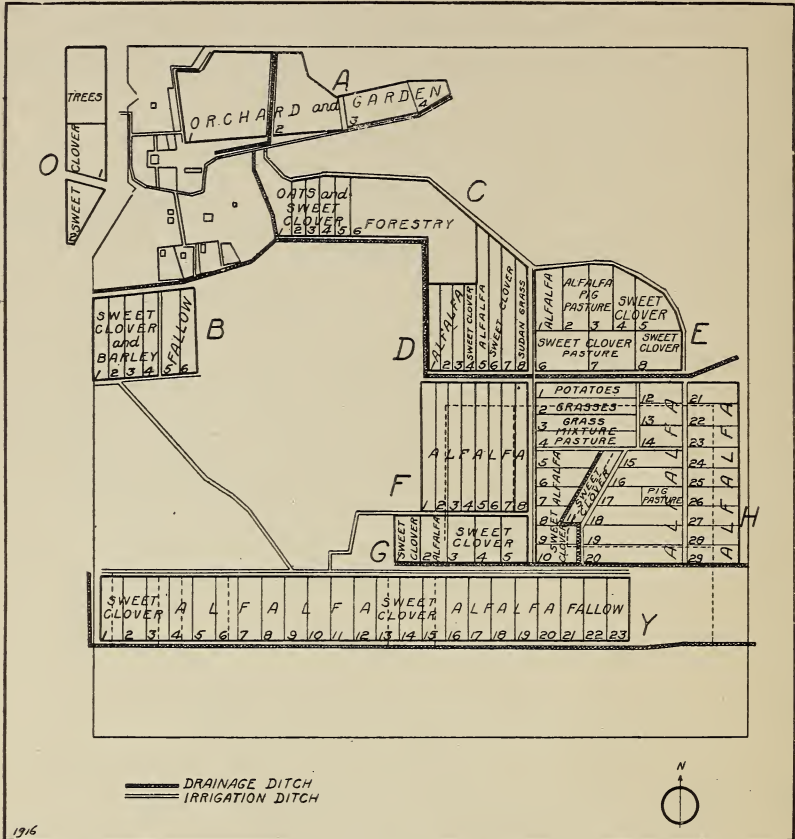 A
TREES
ORCHARD and GARDEN
1 2 3 4
O
CLOVER
1
SWEET
2
C
OATS and
SWEET
CLOVER
1 2 3 4 5 6
FORESTRY
SWEET
CLOVER
and
BARLEY
FALLOW
1 2 3 4 5 6
B
D
ALFALFA
SWEET CLOVER
ALFALFA
SWEET CLOVER
SUDAN GRASS
1 2 3 4 5 6 7 8
ALFALFA
ALFALFA
PIG
PASTURE
SWEET
CLOVER
1 2 3 4 5
E
SWEET CLOVER
PASTURE
SWEET
CLOVER
6 7 8
F
ALFALFA
1 2 3 4 5 6 7 8
1 POTATOES
2 GRASSES
3 GRASS
MIXTURE
4 PASTURE
5
6
7
8
9
10
ALFALFA
SWEET
SWEET
CLOVER
SWEET
CLOVER
11
12
13
14
15
16
17
PIG
PASTURE
18
19
20
ALFALFA
21
22
23
24
25
26
27
28
29
ALFALFA
H
G
SWEET
CLOVER
ALFALFA
SWEET
CLOVER
2 3 4 5
SWEET
CLOVER
ALFALFA
SWEET
CLOVER
ALFALFA
FALLOW
1 2 3 4 5 6 7 8 9 10 11 12 13 14 15 16 17 18 19 20 21 22 23
Y
DRAINAGE DITCH
IRRIGATION DITCH
N
1916